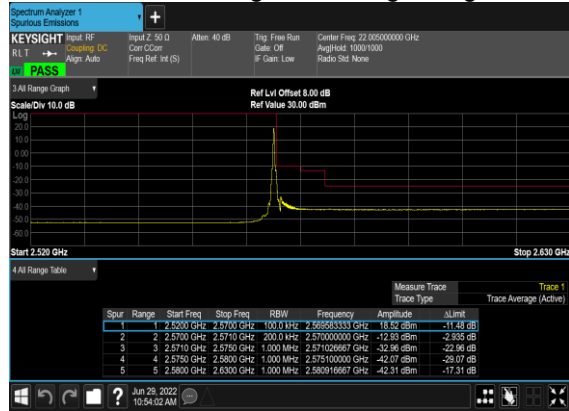 Spectrum Analyzer 1
Spurious Emissions
KEYSIGHT Input: RF Input Z: 50 Ω Atten: 40 dB Trig: Free Run Center Freq: 22.005000000 GHz
RLT Coupling: DC Corr CCorr Gate: Off Avg|Hold: 1000/1000
Align: Auto Freq Ref: Int (S) IF Gain: Low Radio Std: None
LW PASS
3 All Range Graph
Ref Lvl Offset 8.00 dB
Scale/Div 10.0 dB Ref Value 30.00 dBm
Log
20.0
10.0
0.00
-10.0
-20.0
-30.0
-40.0
-50.0
-60.0
Start 2.520 GHz Stop 2.630 GHz
4 All Range Table
Measure Trace Trace 1
Trace Type Trace Average (Active)
Spur Range Start Freq Stop Freq RBW Frequency Amplitude ΔLimit
1 1 2.5200 GHz 2.5700 GHz 100.0 kHz 2.569583333 GHz 18.52 dBm -11.48 dB
2 2 2.5700 GHz 2.5710 GHz 200.0 kHz 2.570000000 GHz -12.93 dBm -2.935 dB
3 3 2.5710 GHz 2.5750 GHz 1.000 MHz 2.571026667 GHz -32.96 dBm -22.96 dB
4 4 2.5750 GHz 2.5800 GHz 1.000 MHz 2.575100000 GHz -42.07 dBm -29.07 dB
5 5 2.5800 GHz 2.6300 GHz 1.000 MHz 2.580916667 GHz -42.31 dBm -17.31 dB
Jun 29, 2022
10:54:02 AM